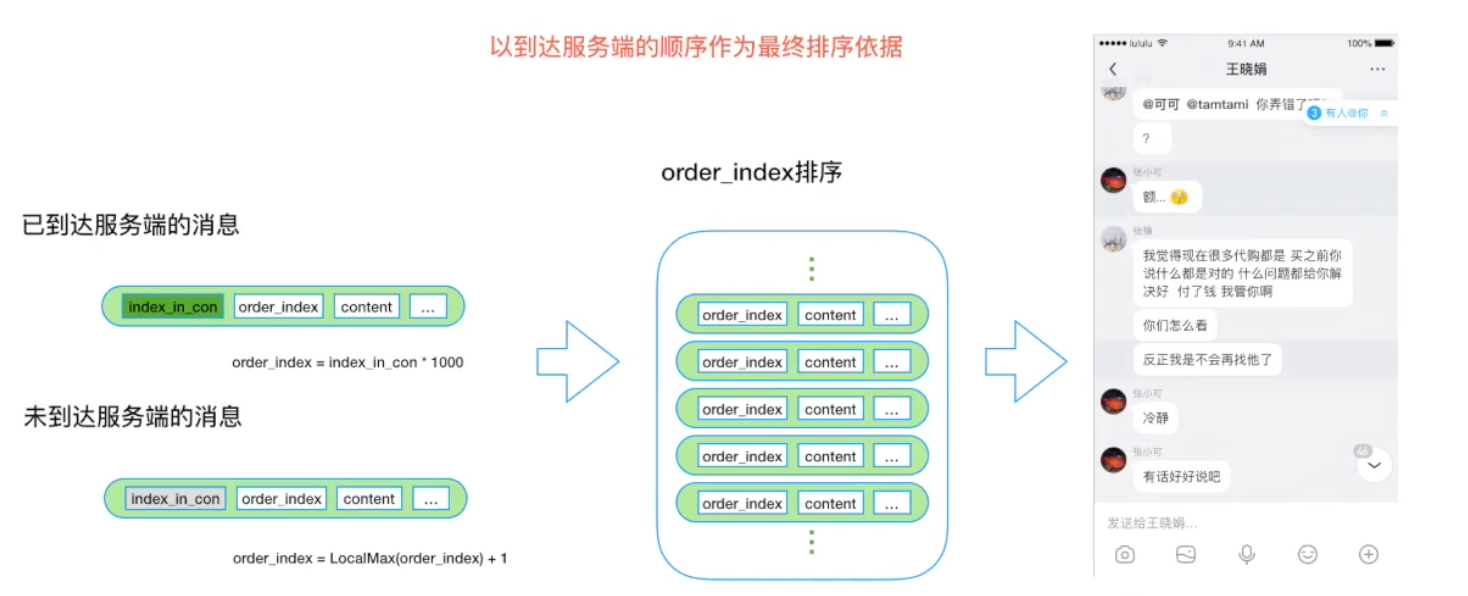 以到达服务端的顺序作为最终排序依据
已到达服务端的消息
index_in_con order_index content ...
order_index = index_in_con * 1000
未到达服务端的消息
index_in_con order_index content ...
order_index = LocalMax(order_index) + 1
order_index排序
order_index content ...
order_index content ...
order_index content ...
order_index content ...
order_index content ...
lululu 9:41 AM 100%
王晓娟
@可可 @tamtami 你弄错了
3 有人@你
?
张小可
额...
张楠
我觉得现在很多代购都是 买之前你
说什么都是对的 什么问题都给你解
决好 付了钱 我管你啊
你们怎么看
反正我是不会再找他了
张小可
冷静
46
张小可
有话好好说吧
发送给王晓娟...